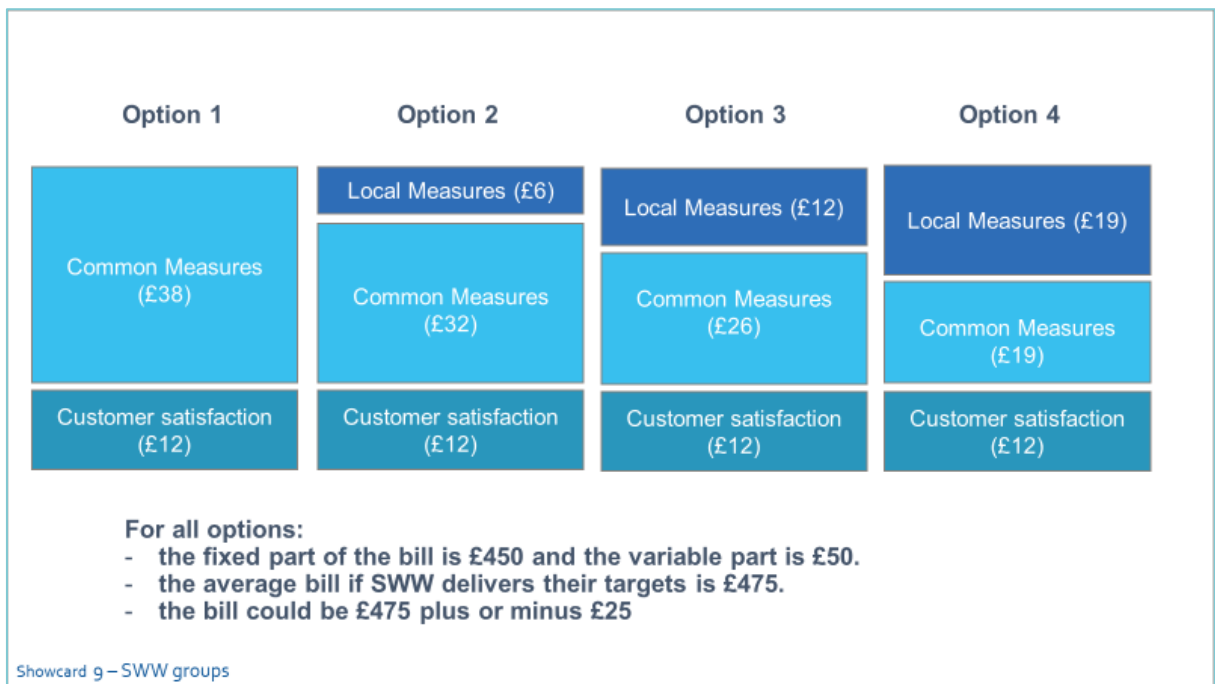 Option 1
Option 2
Option 3
Option 4
Common Measures
(£38)
Customer satisfaction
(£12)
Local Measures (£6)
Common Measures
(£32)
Customer satisfaction
(£12)
Local Measures (£12)
Common Measures
(£26)
Customer satisfaction
(£12)
Local Measures (£19)
Common Measures
(£19)
Customer satisfaction
(£12)
For all options:
- the fixed part of the bill is £450 and the variable part is £50.
- the average bill if SWW delivers their targets is £475.
- the bill could be £475 plus or minus £25
Showcard 9 – SWW groups